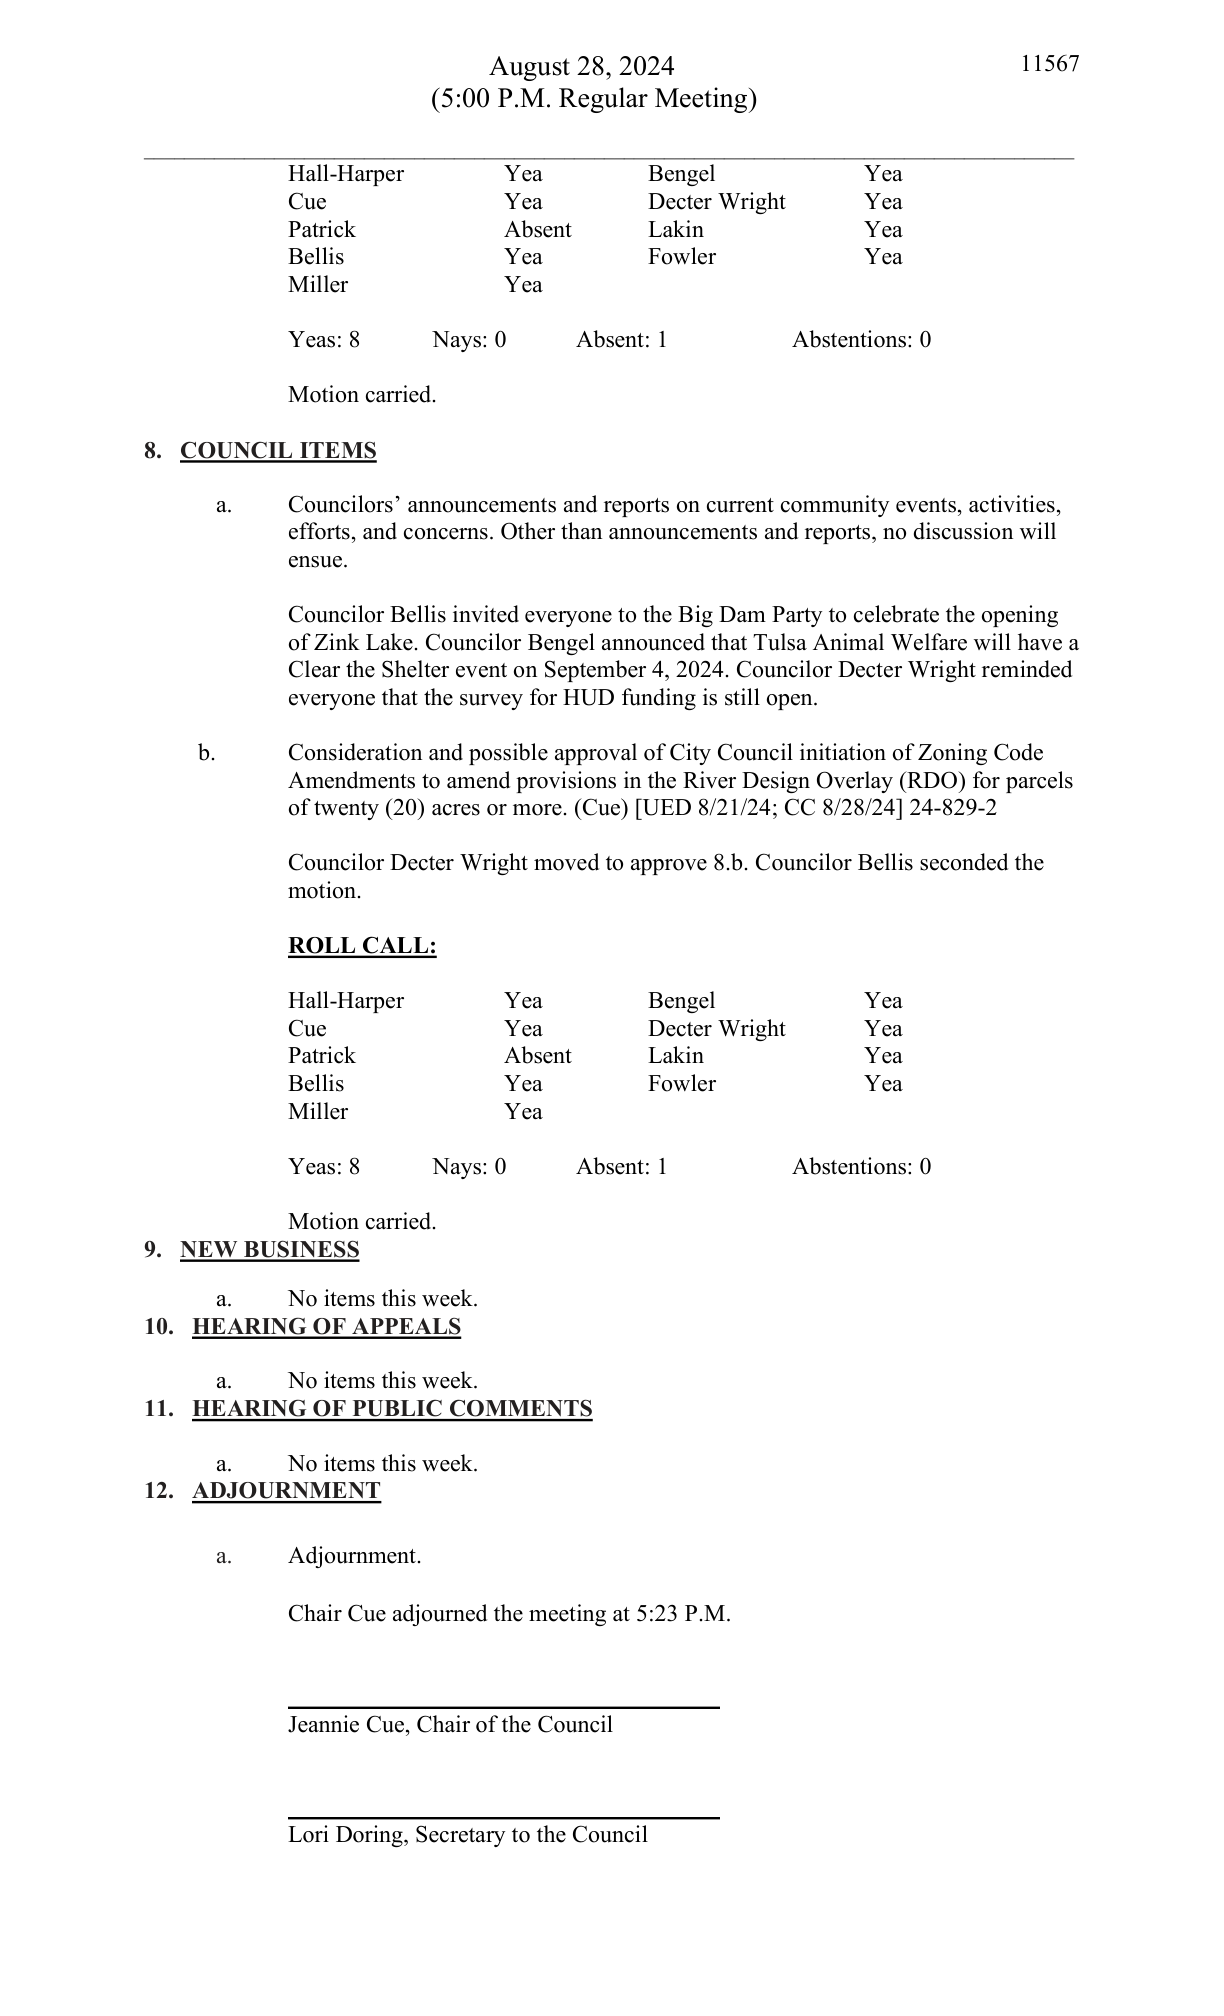 August 28, 2024 11567
(5:00 P.M. Regular Meeting)
Hall-Harper Yea Bengel Yea
Cue Yea Decter Wright Yea
Patrick Absent Lakin Yea
Bellis Yea Fowler Yea
Miller Yea
Yeas: 8 Nays: 0 Absent: 1 Abstentions: 0
Motion carried.
8. COUNCIL ITEMS
a. Councilors’ announcements and reports on current community events, activities,
efforts, and concerns. Other than announcements and reports, no discussion will
ensue.
Councilor Bellis invited everyone to the Big Dam Party to celebrate the opening
of Zink Lake. Councilor Bengel announced that Tulsa Animal Welfare will have a
Clear the Shelter event on September 4, 2024. Councilor Decter Wright reminded
everyone that the survey for HUD funding is still open.
b. Consideration and possible approval of City Council initiation of Zoning Code
Amendments to amend provisions in the River Design Overlay (RDO) for parcels
of twenty (20) acres or more. (Cue) [UED 8/21/24; CC 8/28/24] 24-829-2
Councilor Decter Wright moved to approve 8.b. Councilor Bellis seconded the
motion.
ROLL CALL:
Hall-Harper Yea Bengel Yea
Cue Yea Decter Wright Yea
Patrick Absent Lakin Yea
Bellis Yea Fowler Yea
Miller Yea
Yeas: 8 Nays: 0 Absent: 1 Abstentions: 0
Motion carried.
9. NEW BUSINESS
a. No items this week.
10. HEARING OF APPEALS
a. No items this week.
11. HEARING OF PUBLIC COMMENTS
a. No items this week.
12. ADJOURNMENT
a. Adjournment.
Chair Cue adjourned the meeting at 5:23 P.M.
Jeannie Cue, Chair of the Council
Lori Doring, Secretary to the Council